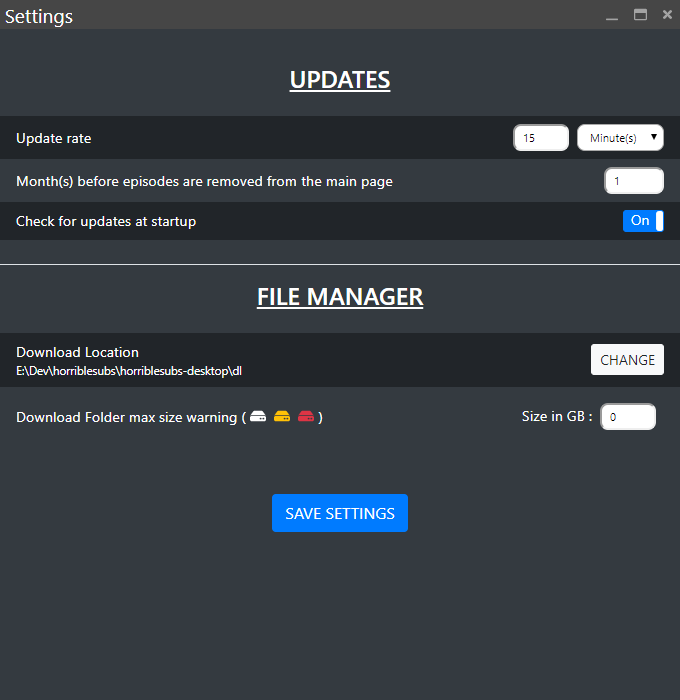 Settings
UPDATES
Update rate 15 Minute(s)
Month(s) before episodes are removed from the main page 1
Check for updates at startup On
FILE MANAGER
Download Location CHANGE
E:\Dev\horriblesubs\horriblesubs-desktop\dl
Download Folder max size warning ( ) Size in GB : 0
SAVE SETTINGS